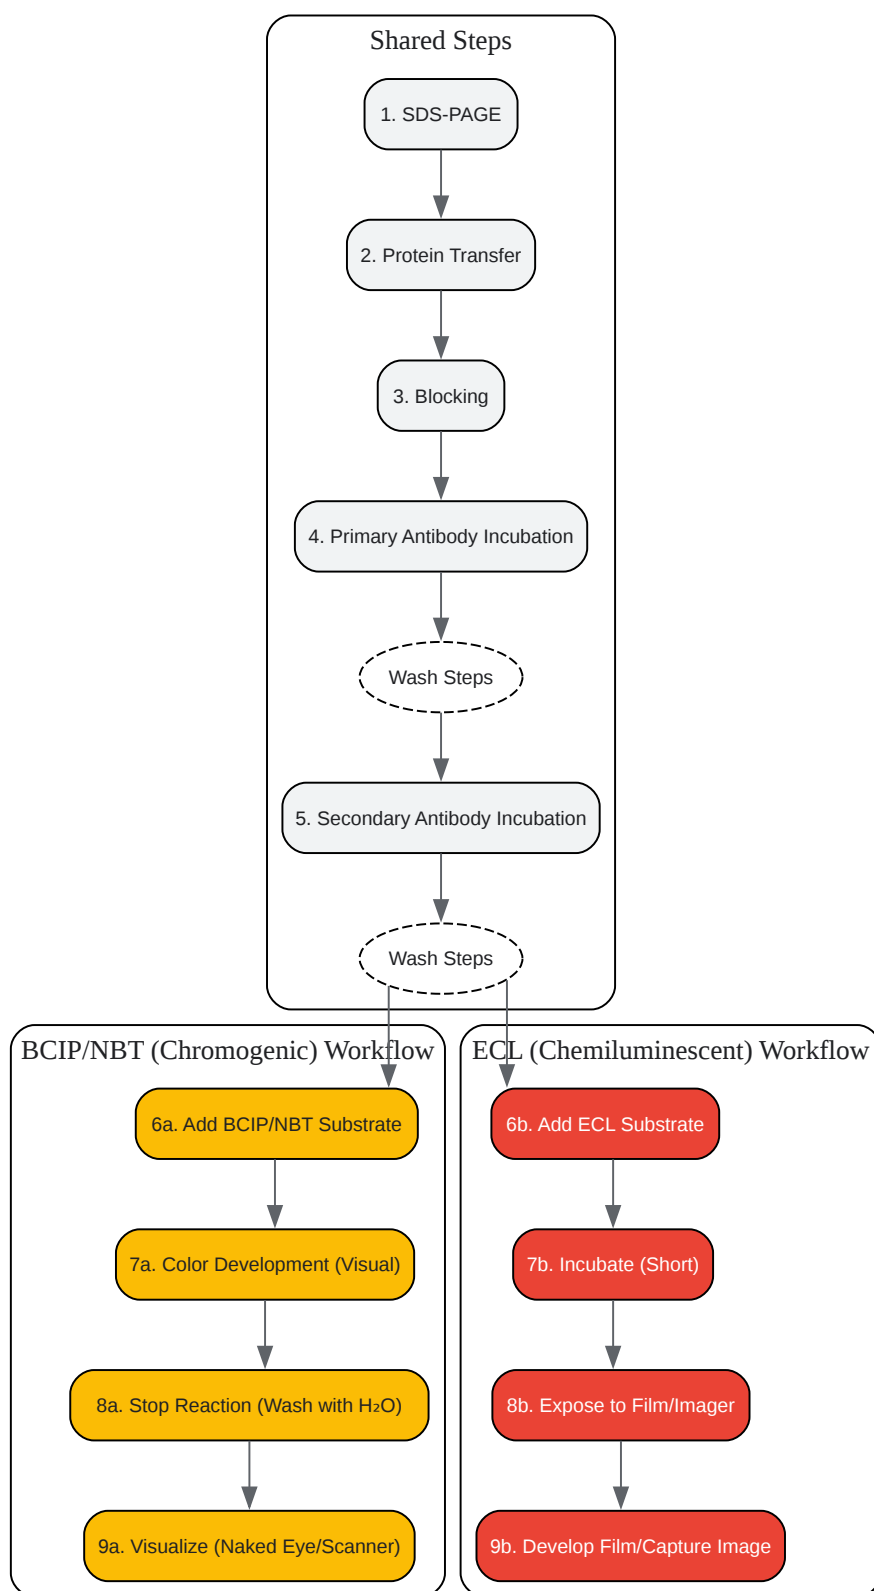 Shared Steps
1. SDS-PAGE
2. Protein Transfer
3. Blocking
4. Primary Antibody Incubation
Wash Steps
5. Secondary Antibody Incubation
Wash Steps
BCIP/NBT (Chromogenic) Workflow
6a. Add BCIP/NBT Substrate
7a. Color Development (Visual)
8a. Stop Reaction (Wash with H₂O)
9a. Visualize (Naked Eye/Scanner)
ECL (Chemiluminescent) Workflow
6b. Add ECL Substrate
7b. Incubate (Short)
8b. Expose to Film/Imager
9b. Develop Film/Capture Image